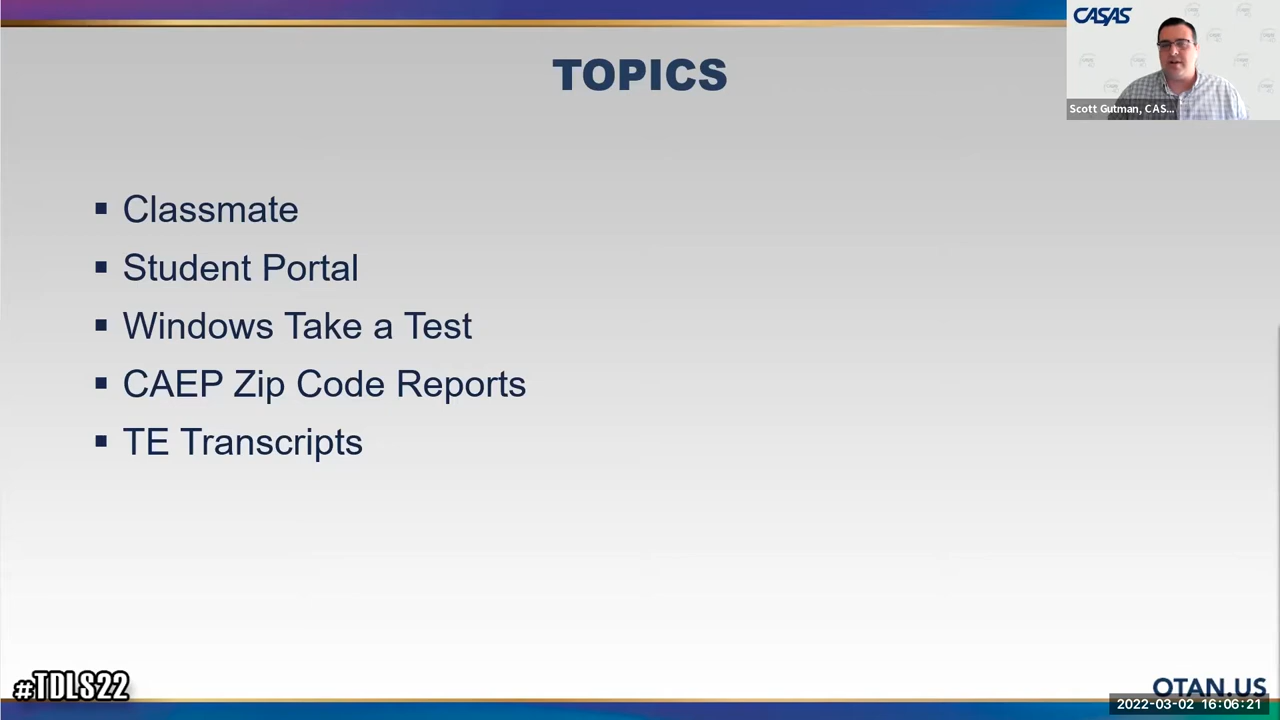 CASAS
TOPICS
Scott Gutman, CAS...
▪ Classmate
▪ Student Portal
▪ Windows Take a Test
▪ CAEP Zip Code Reports
▪ TE Transcripts
#TDLS22
OTAN.US
2022-03-02 16:06:21